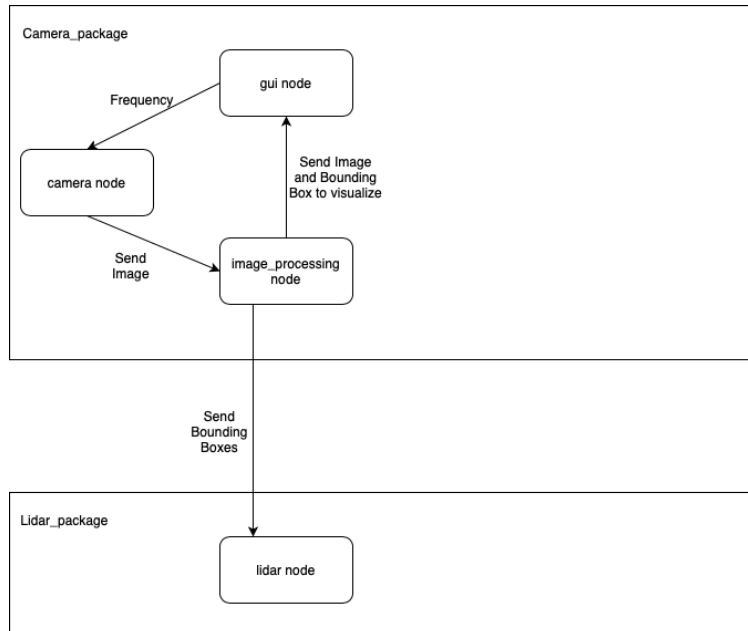 Camera_package
gui node
Frequency
camera node
Send Image
and Bounding
Box to visualize
Send
Image
image_processing
node
Send
Bounding
Boxes
Lidar_package
lidar node